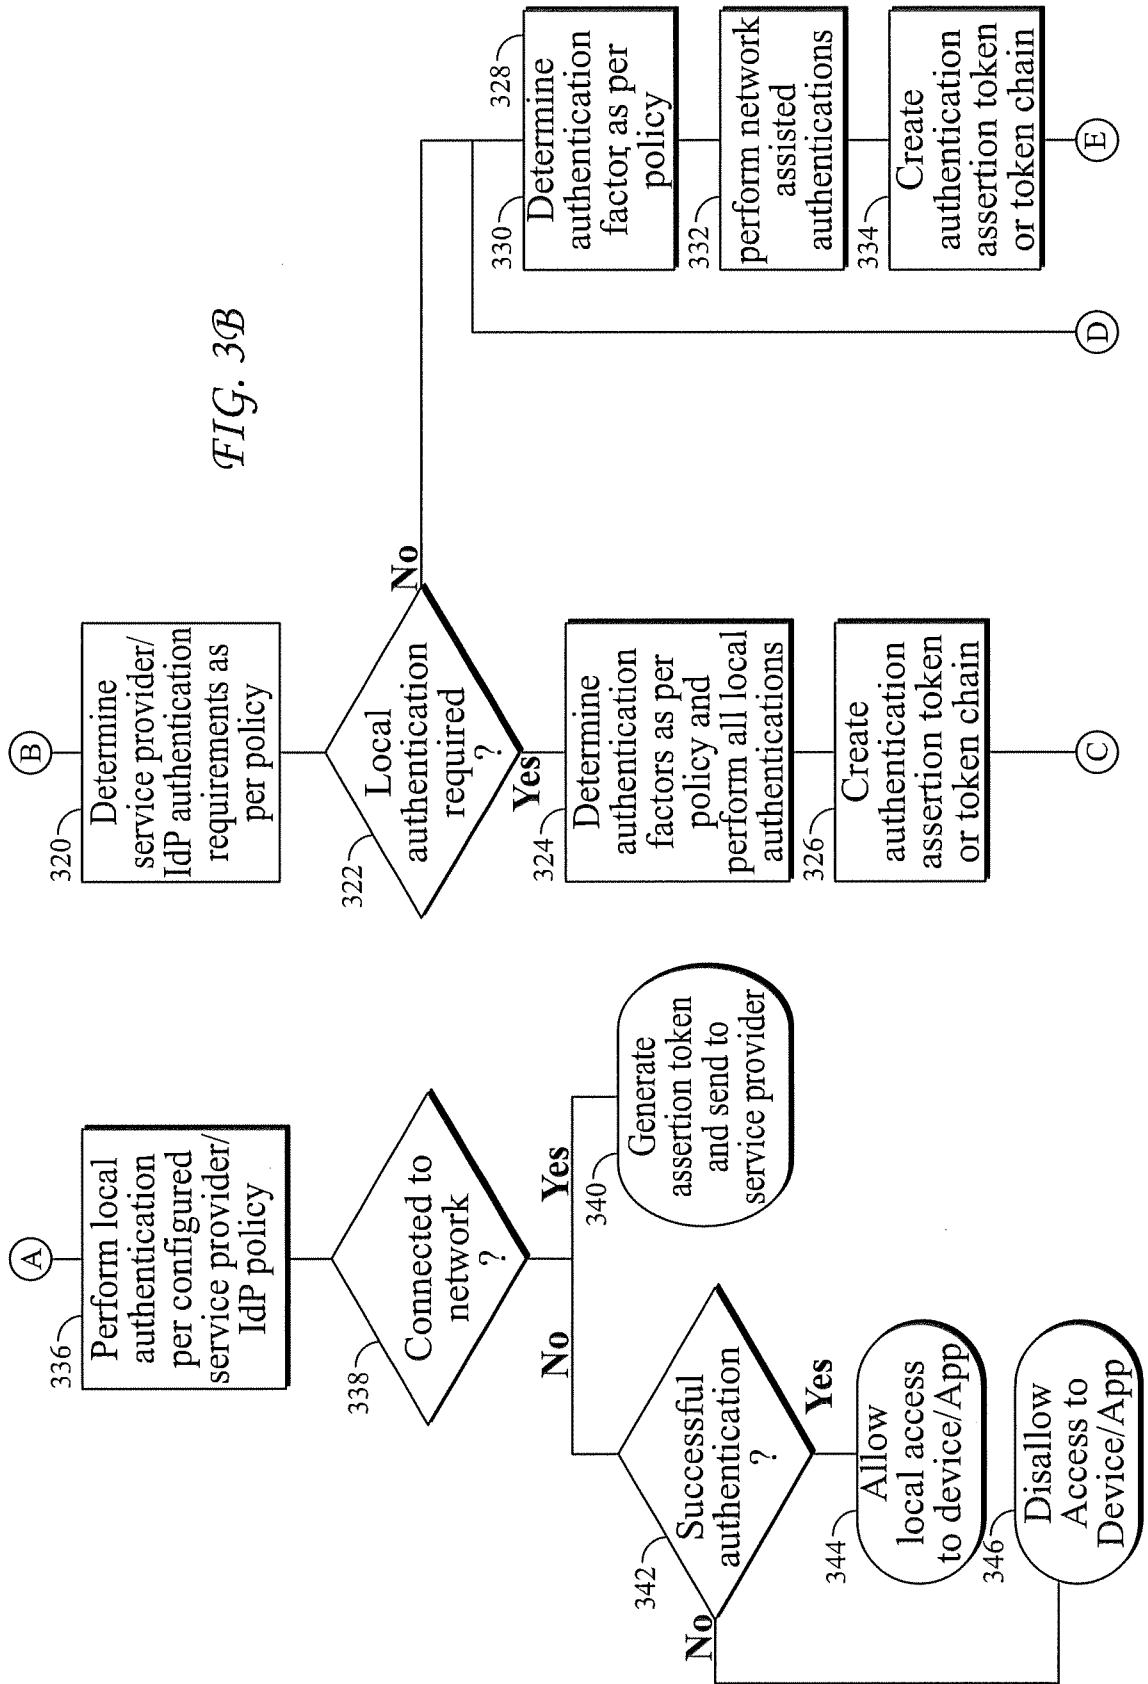 A
336
Perform local
authentication
per configured
service provider/
IdP policy
338
Connected to
network
?
No
Yes
340
Generate
assertion token
and send to
service provider
342
Successful
authentication
?
No
Yes
344
Allow
local access
to device/App
346
Disallow
Access to
Device/App
B
320
Determine
service provider/
IdP authentication
requirements as
per policy
322
Local
authentication
required
?
No
Yes
324
Determine
authentication
factors as per
policy and
perform all local
authentications
326
Create
authentication
assertion token
or token chain
C
FIG. 3B
328
330
Determine
authentication
factor, as per
policy
332
perform network
assisted
authentications
334
Create
authentication
assertion token
or token chain
D
E